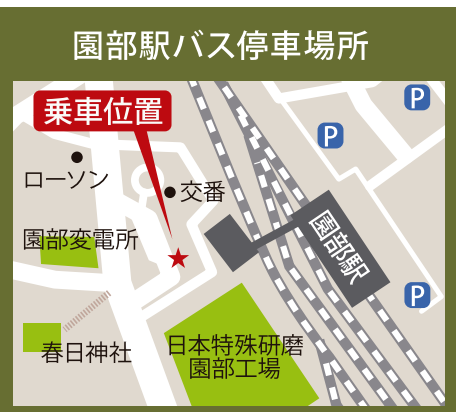 園部駅バス停車場所
乗車位置
P
P
ローソン
交番
園部変電所
園部駅
P
春日神社
日本特殊研磨
園部工場